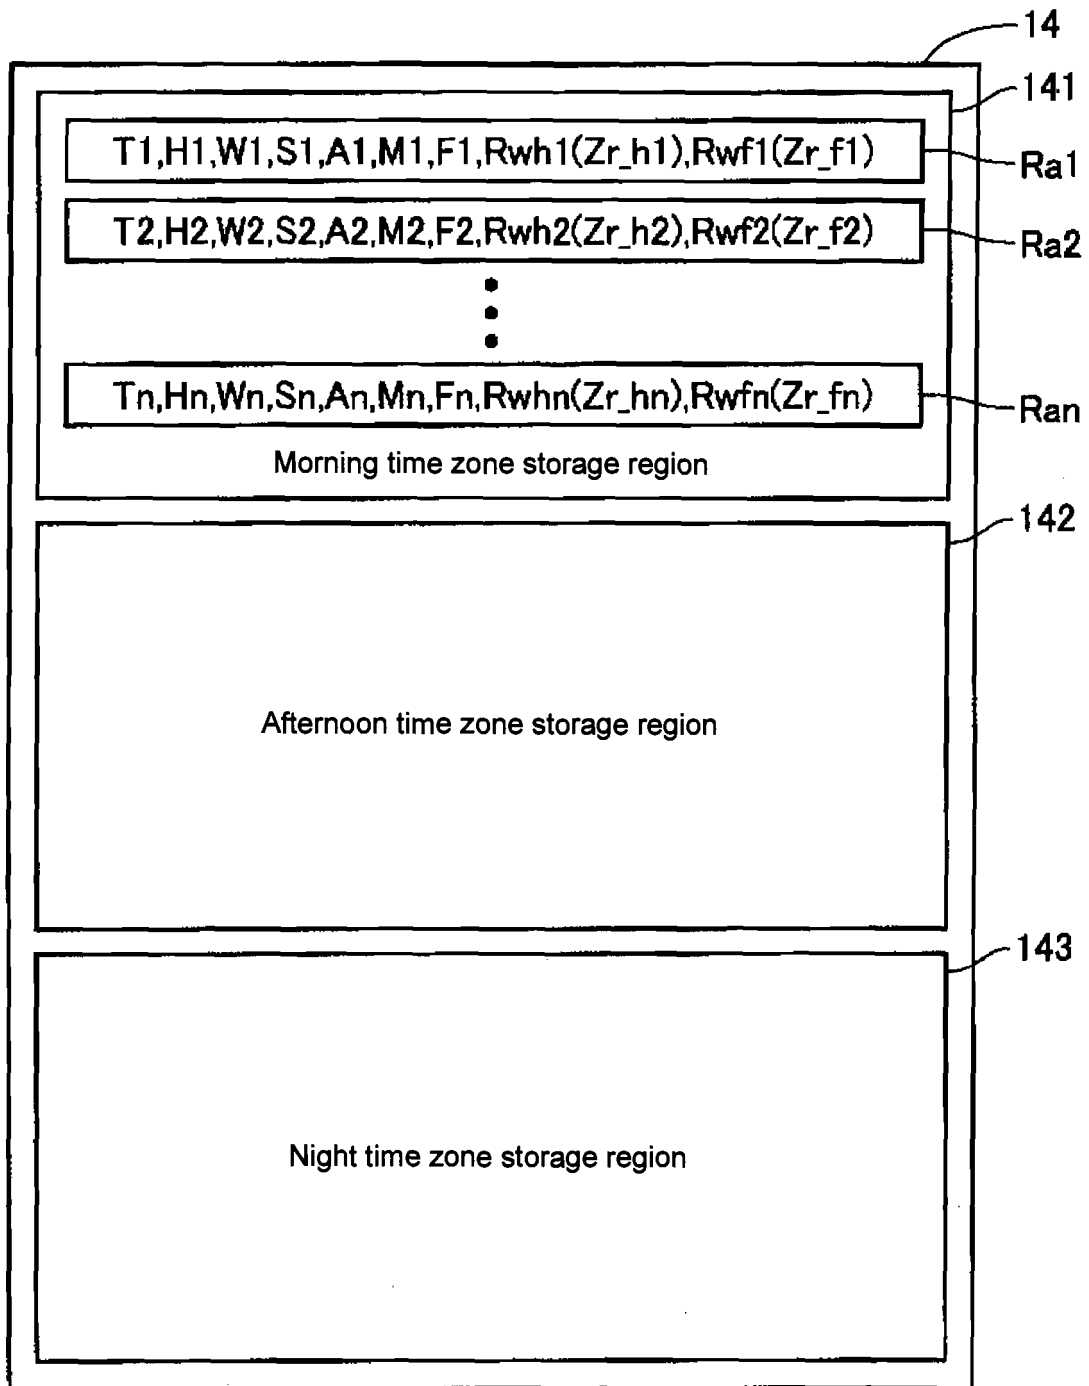 14
141
T1,H1,W1,S1,A1,M1,F1,Rwh1(Zr_h1),Rwf1(Zr_f1)
Ra1
T2,H2,W2,S2,A2,M2,F2,Rwh2(Zr_h2),Rwf2(Zr_f2)
Ra2
Tn,Hn,Wn,Sn,An,Mn,Fn,Rwhn(Zr_hn),Rwfn(Zr_fn)
Ran
Morning time zone storage region
142
Afternoon time zone storage region
143
Night time zone storage region